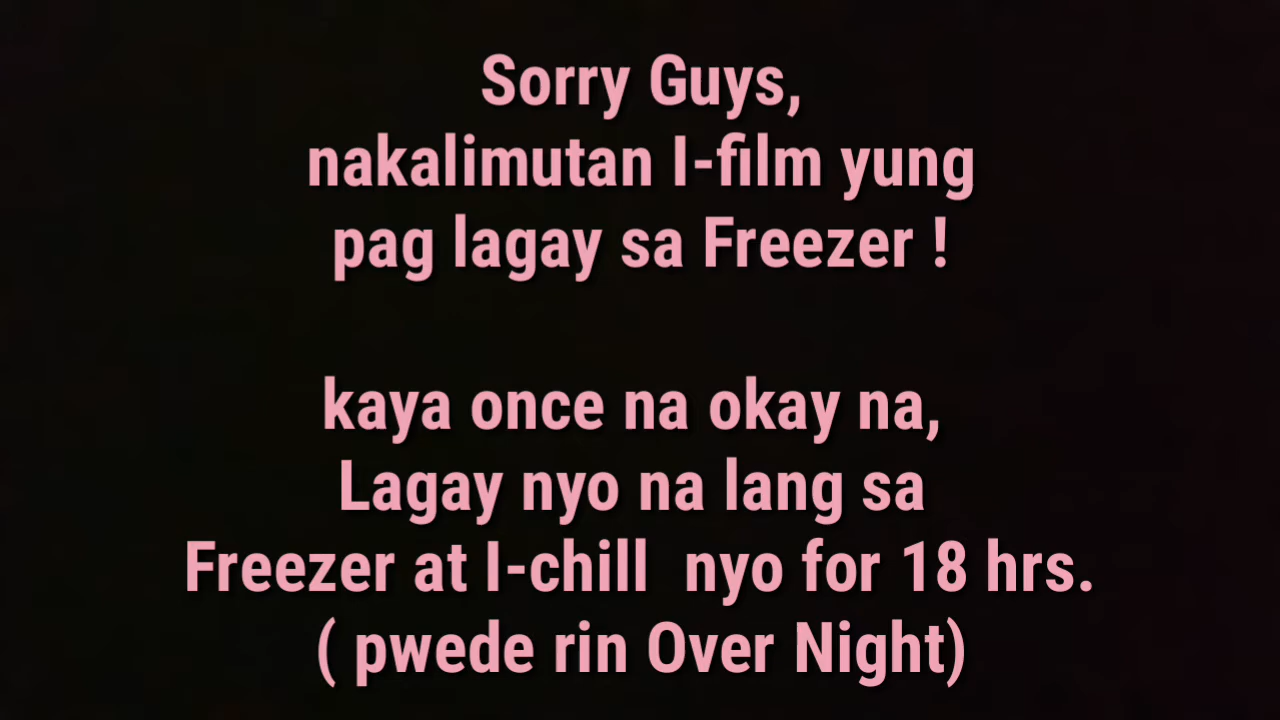 Sorry Guys,
nakalimutan I-film yung
pag lagay sa Freezer !
kaya once na okay na,
Lagay nyo na lang sa
Freezer at I-chill  nyo for 18 hrs.
( pwede rin Over Night)